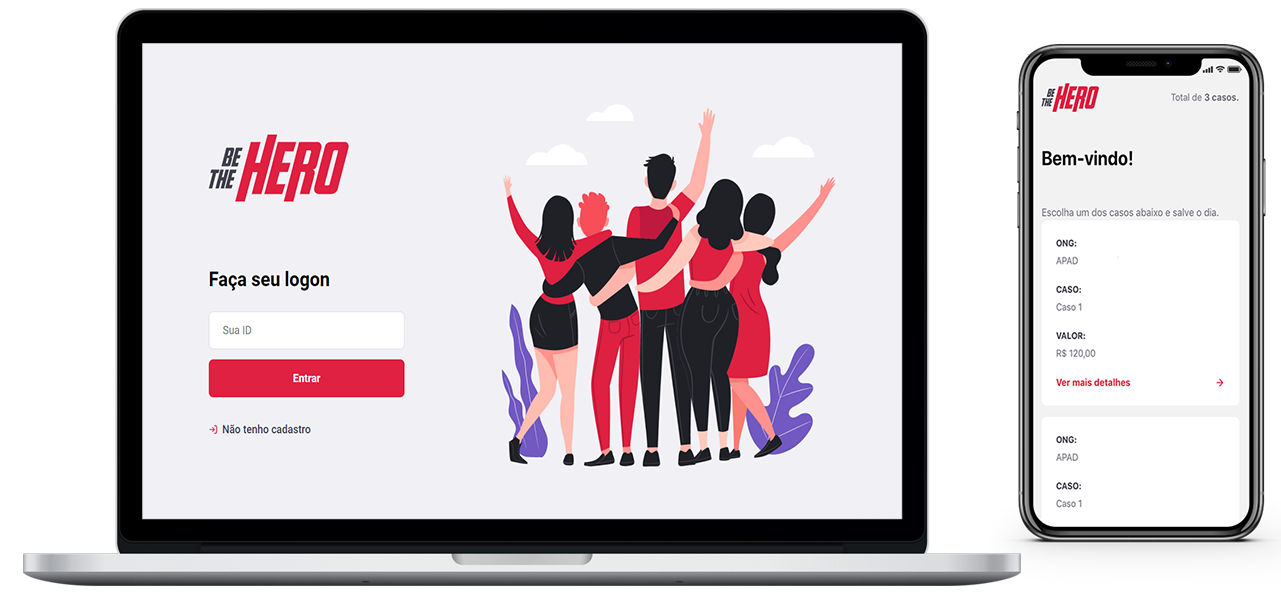 BE
THE HERO
Faça seu logon
Sua ID
Entrar
Não tenho cadastro
BE
THE HERO
Total de 3 casos.
Bem-vindo!
Escolha um dos casos abaixo e salve o dia.
ONG:
APAD
CASO:
Caso 1
VALOR:
R$ 120,00
Ver mais detalhes
ONG:
APAD
CASO:
Caso 1